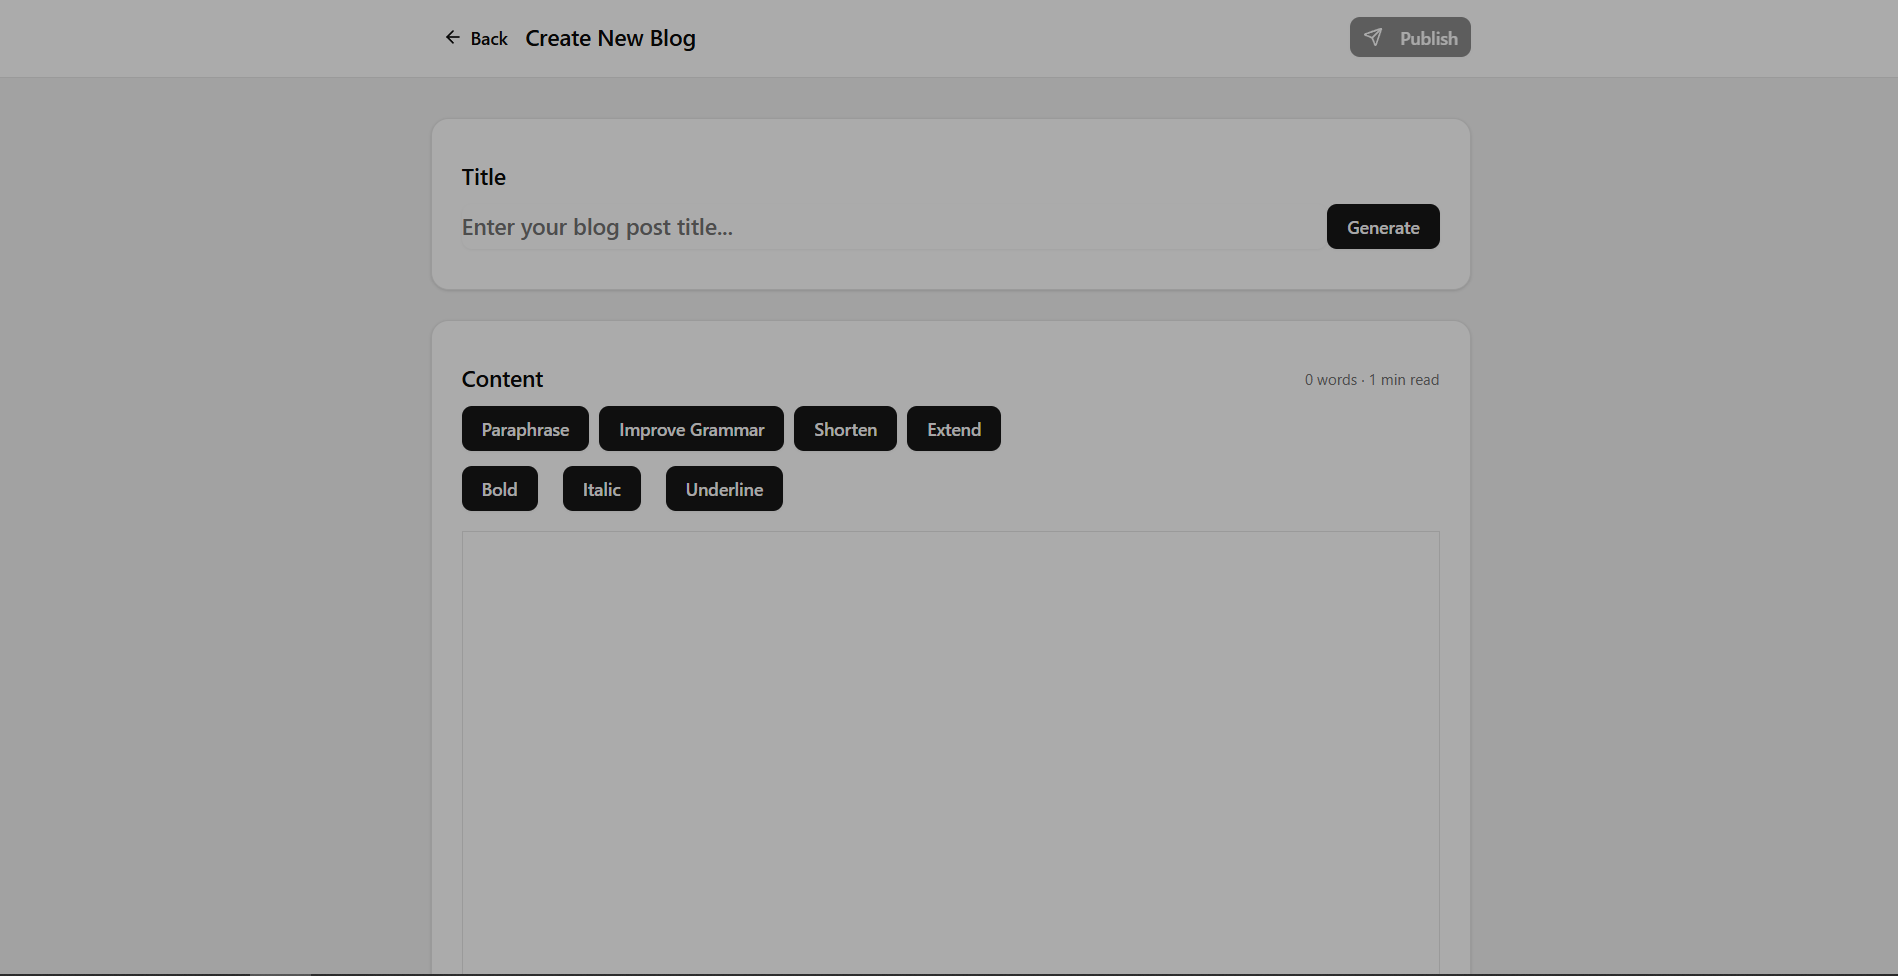 Back Create New Blog Publish
Title
Enter your blog post title... Generate
Content 0 words · 1 min read
Paraphrase Improve Grammar Shorten Extend
Bold Italic Underline